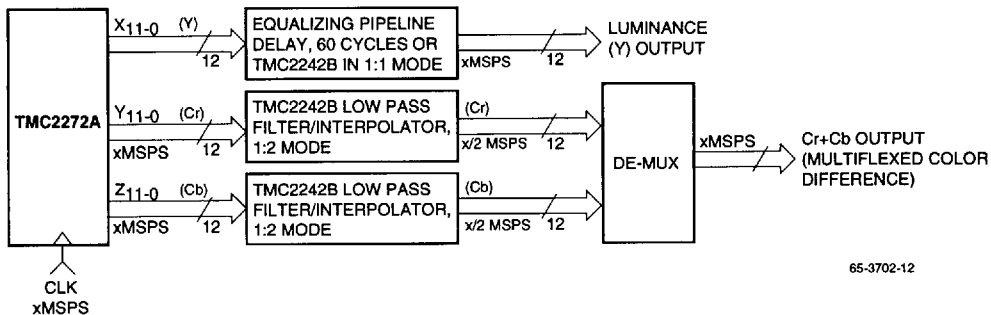 X11-0 (Y)
12
EQUALIZING PIPELINE
DELAY, 60 CYCLES OR
TMC2242B IN 1:1 MODE
xMSPS
12
LUMINANCE
(Y) OUTPUT
TMC2272A
Y11-0 (Cr)
xMSPS
12
TMC2242B LOW PASS
FILTER/INTERPOLATOR,
1:2 MODE
(Cr)
x/2 MSPS
12
Z11-0 (Cb)
xMSPS
12
TMC2242B LOW PASS
FILTER/INTERPOLATOR,
1:2 MODE
(Cb)
x/2 MSPS
12
DE-MUX
xMSPS
Cr+Cb OUTPUT
(MULTIFLEXED COLOR
DIFFERENCE)
CLK
xMSPS
65-3702-12